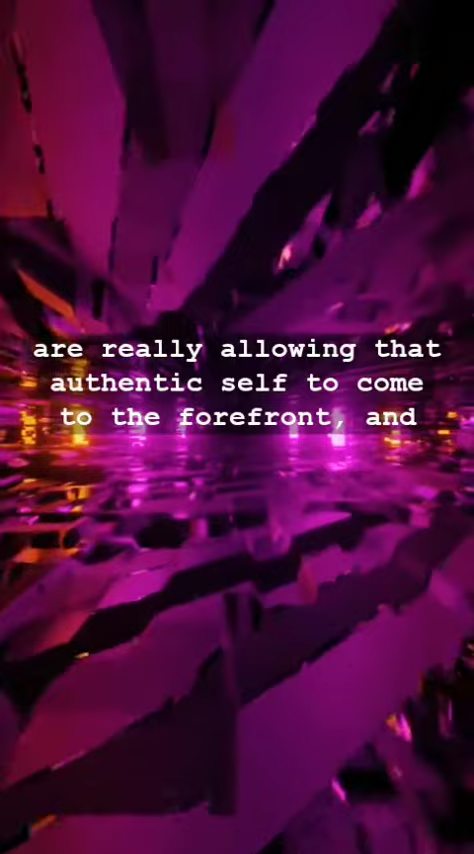 are really allowing that
authentic self to come
to the forefront, and